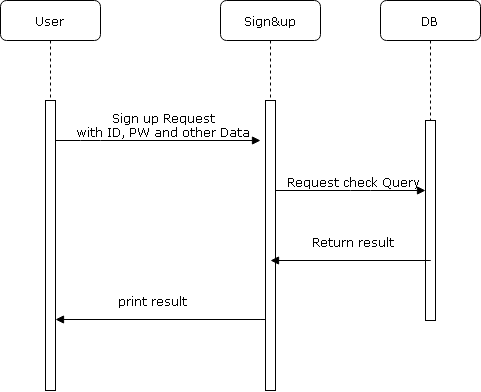 User
Sign&up
DB
Sign up Request
with ID, PW and other Data
Request check Query
Return result
print result